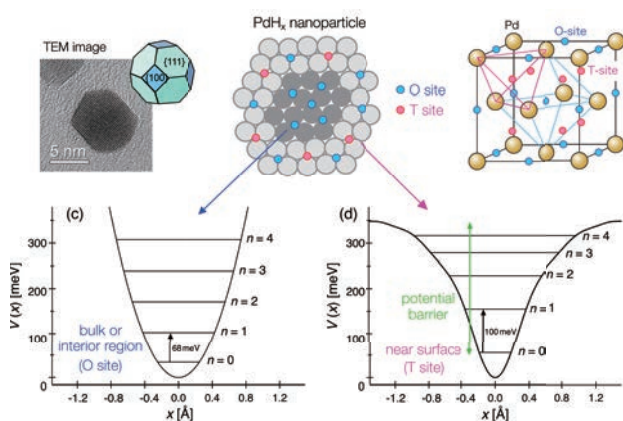 TEM image
{111}
{100}
5 nm
PdHₓ nanoparticle
O site
T site
Pd
O-site
T-site
(c)
V (x) [meV]
300
200
100
0
n = 4
n = 3
n = 2
n = 1
n = 0
68 meV
bulk or
interior region
(O site)
-1.2
-0.8
-0.4
0.0
0.4
0.8
1.2
x [Å]
(d)
V (x) [meV]
300
200
100
0
n = 4
n = 3
n = 2
n = 1
n = 0
100 meV
potential
barrier
near surface
(T site)
-1.2
-0.8
-0.4
0.0
0.4
0.8
1.2
x [Å]